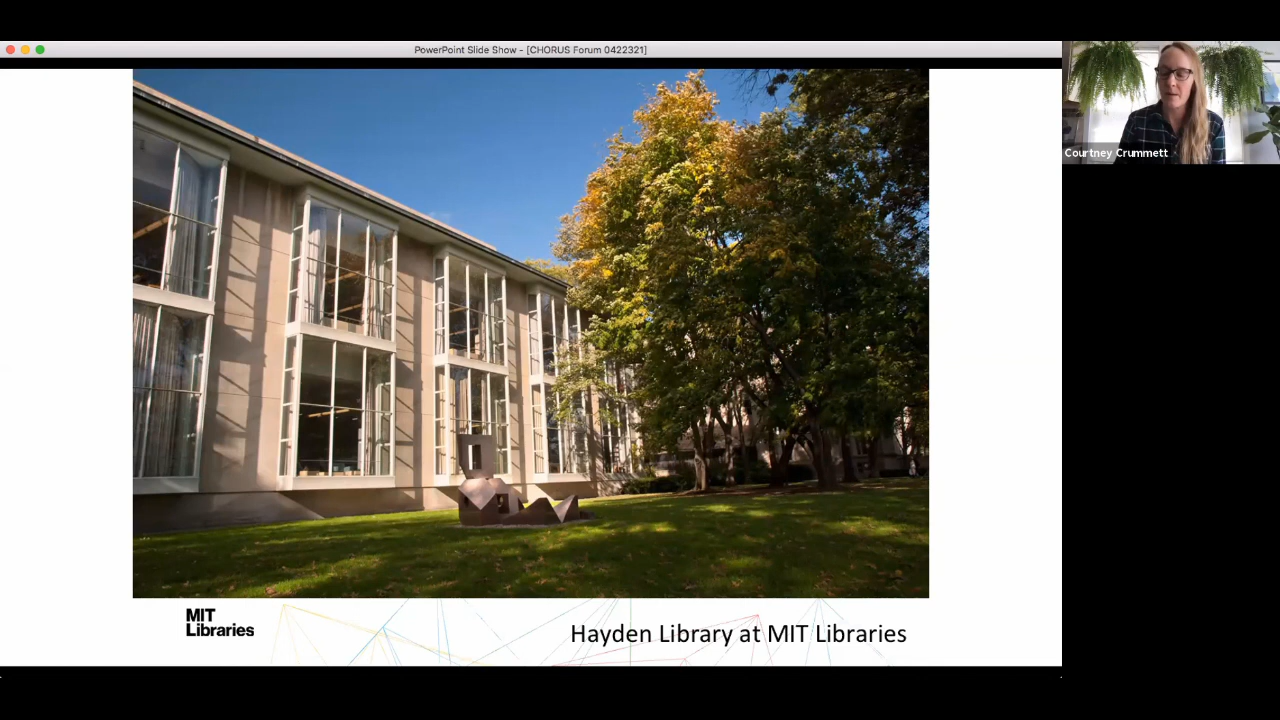 PowerPoint Slide Show - [CHORUS Forum 0422321]
Courtney Crummett
MIT
Libraries
Hayden Library at MIT Libraries